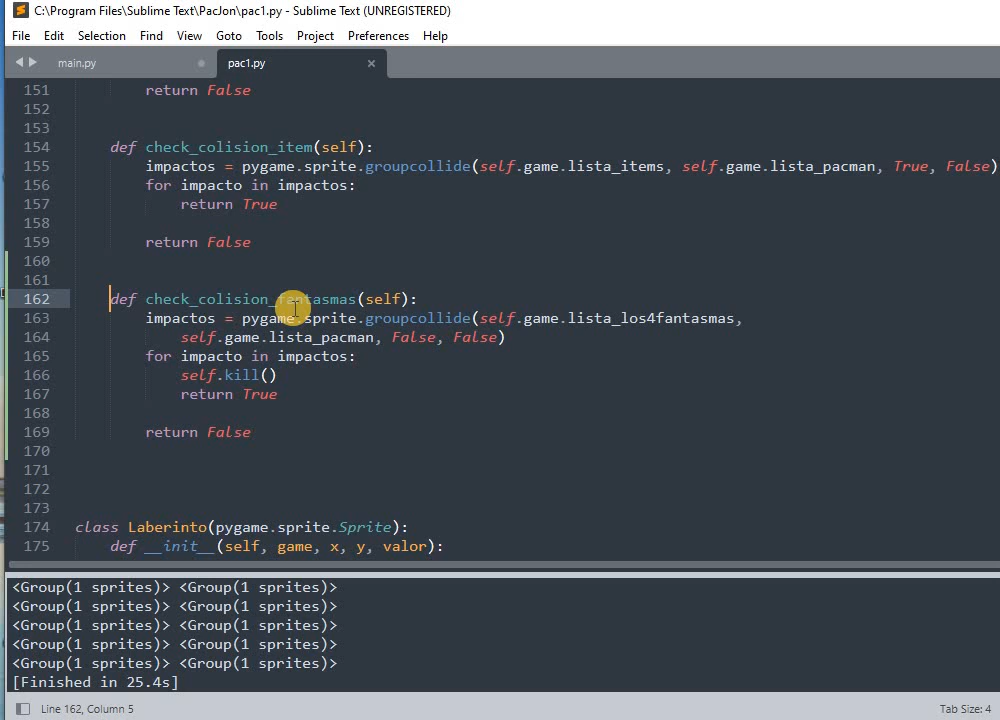 C:\Program Files\Sublime Text\PacJon\pac1.py - Sublime Text (UNREGISTERED)
File Edit Selection Find View Goto Tools Project Preferences Help
main.py pac1.py
151 return False
152
153
154 def check_colision_item(self):
155 impactos = pygame.sprite.groupcollide(self.game.lista_items, self.game.lista_pacman, True, False)
156 for impacto in impactos:
157 return True
158
159 return False
160
161
162 def check_colision_fantasmas(self):
163 impactos = pygame.sprite.groupcollide(self.game.lista_los4fantasmas,
164 self.game.lista_pacman, False, False)
165 for impacto in impactos:
166 self.kill()
167 return True
168
169 return False
170
171
172
173
174 class Laberinto(pygame.sprite.Sprite):
175 def __init__(self, game, x, y, valor):
<Group(1 sprites)> <Group(1 sprites)>
<Group(1 sprites)> <Group(1 sprites)>
<Group(1 sprites)> <Group(1 sprites)>
<Group(1 sprites)> <Group(1 sprites)>
<Group(1 sprites)> <Group(1 sprites)>
[Finished in 25.4s]
Line 162, Column 5 Tab Size: 4